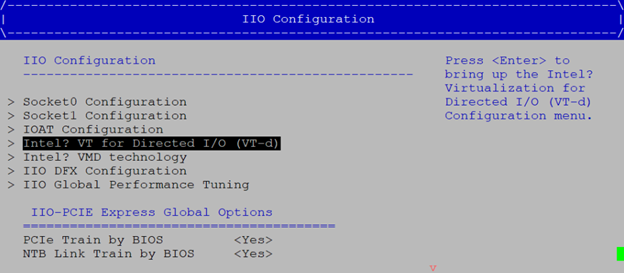 /------------------------------------------------------------------------------\
| IIO Configuration |
\------------------------------------------------------------------------------/
IIO Configuration
--------------------------------------------------
> Socket0 Configuration
> Socket1 Configuration
> IOAT Configuration
> Intel? VT for Directed I/O (VT-d)
> Intel? VMD technology
> IIO DFX Configuration
> IIO Global Performance Tuning
IIO-PCIE Express Global Options
========================================
PCIe Train by BIOS <Yes>
NTB Link Train by BIOS <Yes>
v
Press <Enter> to
bring up the Intel?
Virtualization for
Directed I/O (VT-d)
Configuration menu.